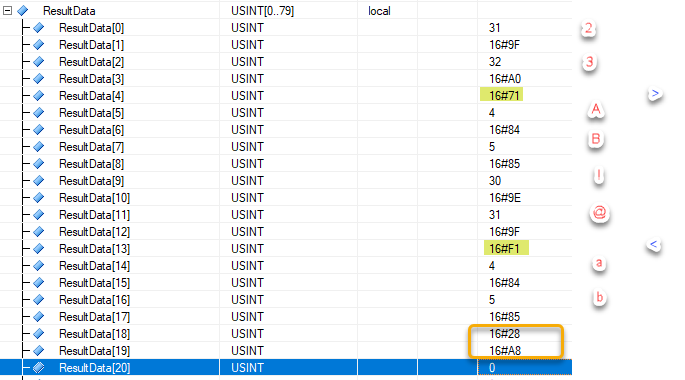 ResultData USINT[0..79] local
ResultData[0] USINT 31 2
ResultData[1] USINT 16#9F
ResultData[2] USINT 32 3
ResultData[3] USINT 16#A0
ResultData[4] USINT 16#71 >
ResultData[5] USINT 4 A
ResultData[6] USINT 16#84
ResultData[7] USINT 5 B
ResultData[8] USINT 16#85
ResultData[9] USINT 30 !
ResultData[10] USINT 16#9E
ResultData[11] USINT 31 @
ResultData[12] USINT 16#9F
ResultData[13] USINT 16#F1 <
ResultData[14] USINT 4 a
ResultData[15] USINT 16#84
ResultData[16] USINT 5 b
ResultData[17] USINT 16#85
ResultData[18] USINT 16#28
ResultData[19] USINT 16#A8
ResultData[20] USINT 0